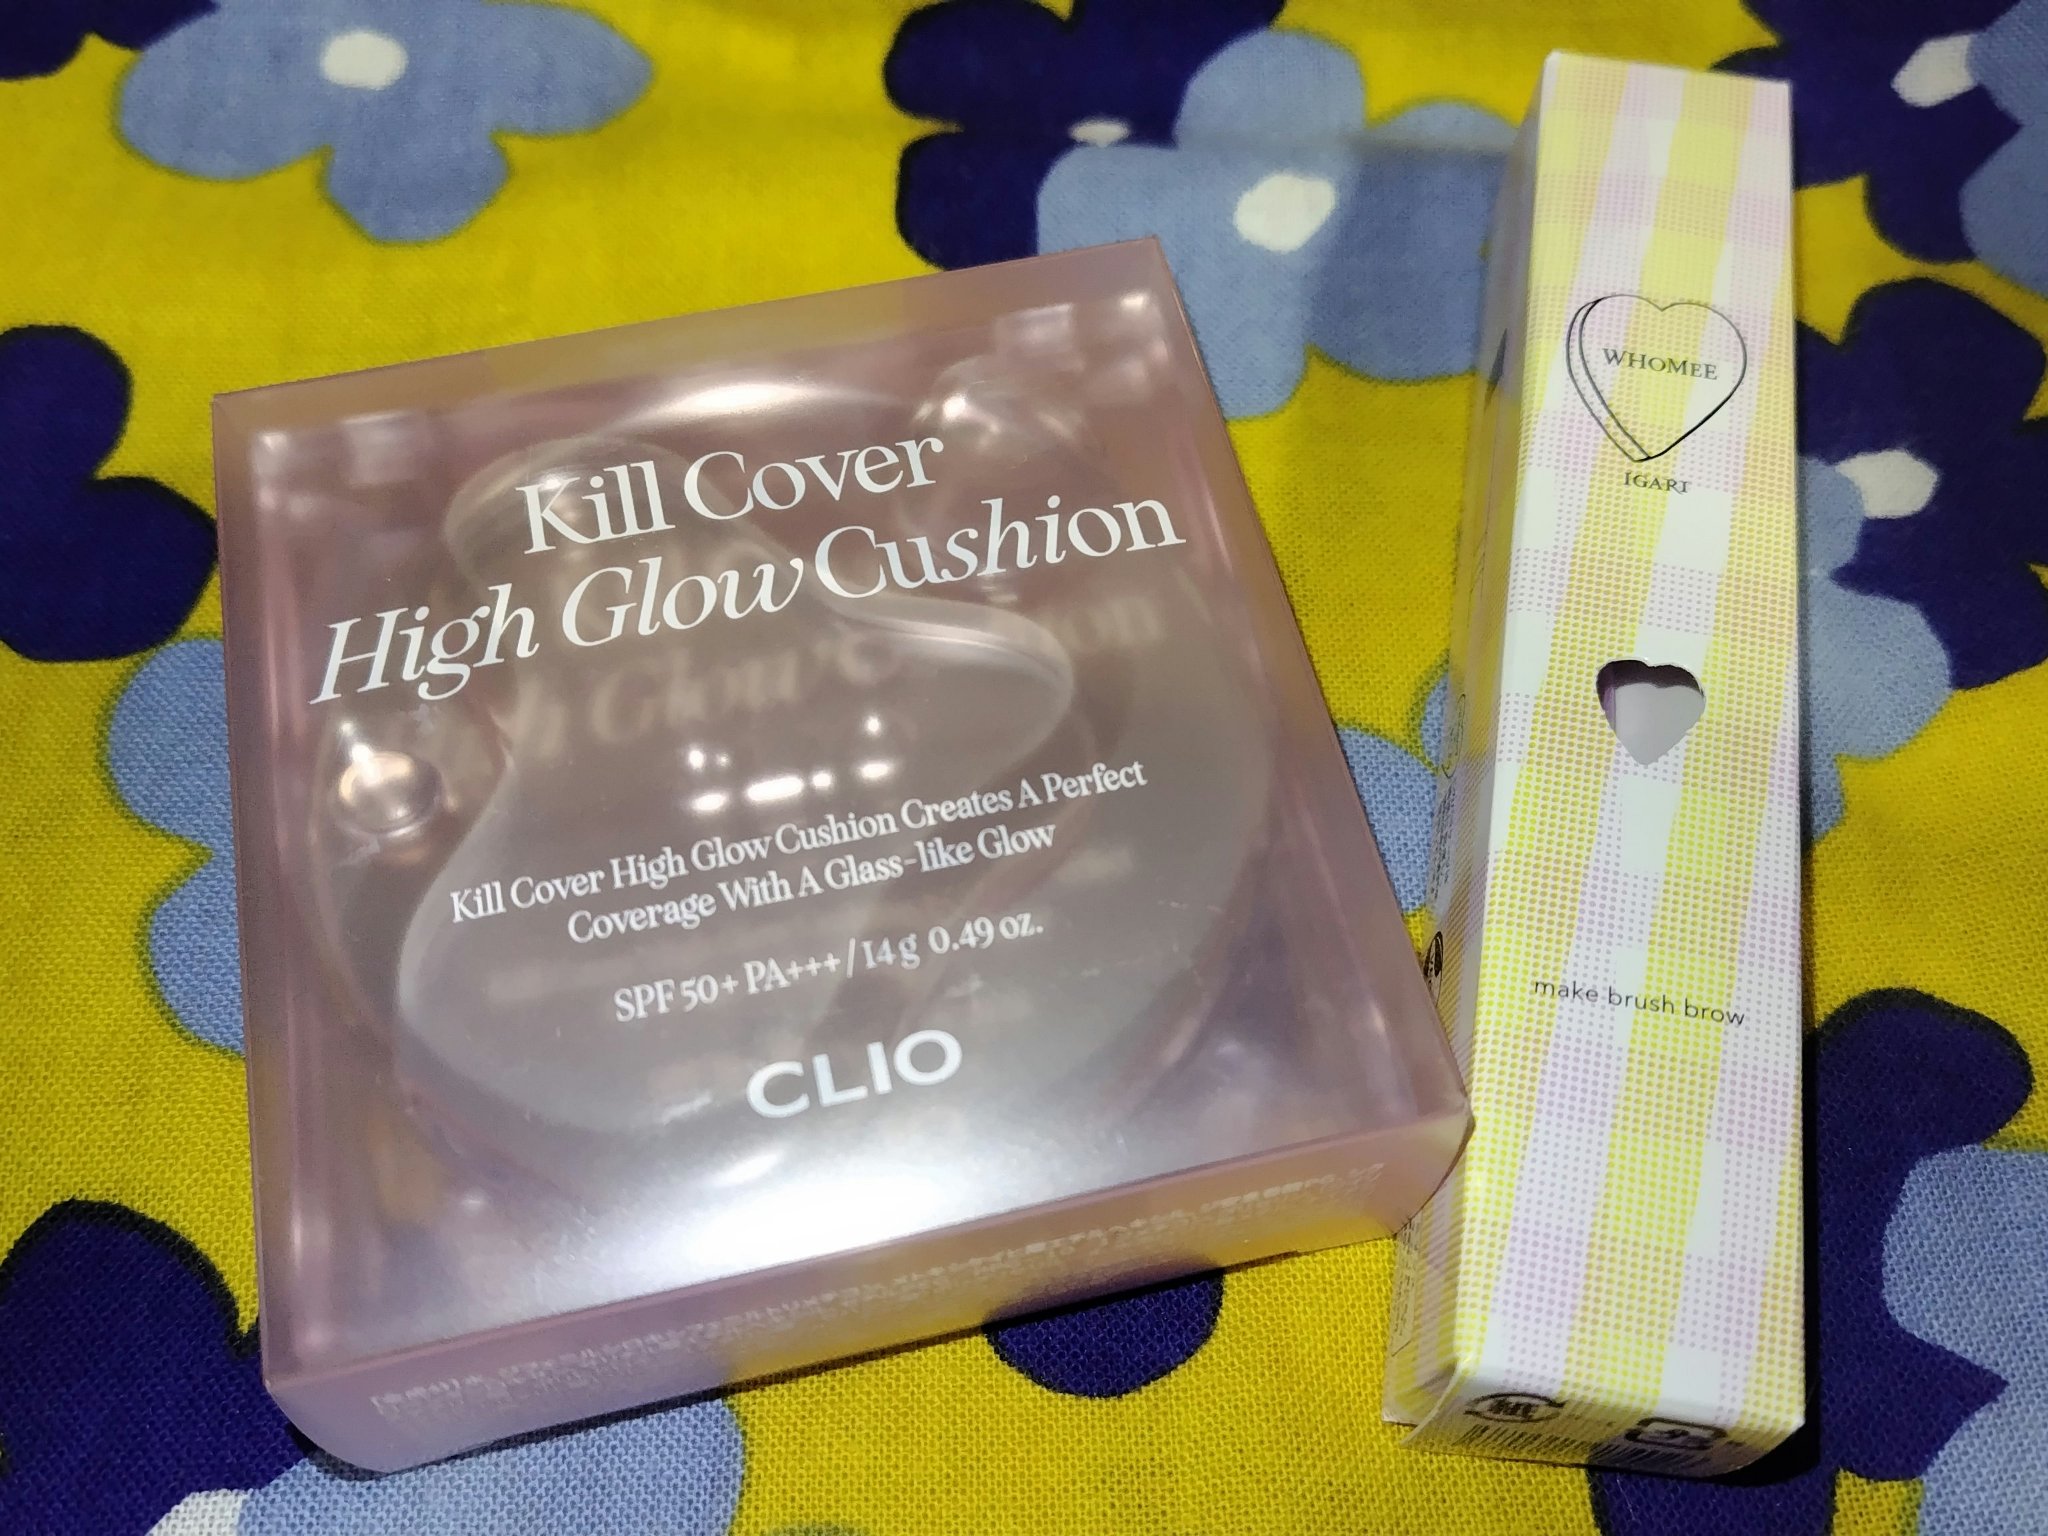 Kill Cover
High Glow Cushion
Kill Cover High Glow Cushion Creates A Perfect
Coverage With A Glass-like Glow
SPF 50+ PA+++ / 14 g 0.49 oz.
CLIO
WHOMEE
IGARI
make brush brow